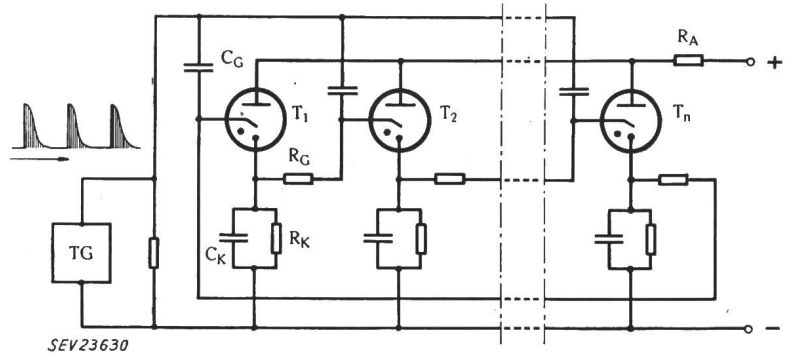 R_A
+
C_G
T_1
T_2
T_n
R_G
TG
C_K
R_K
−
SEV23630